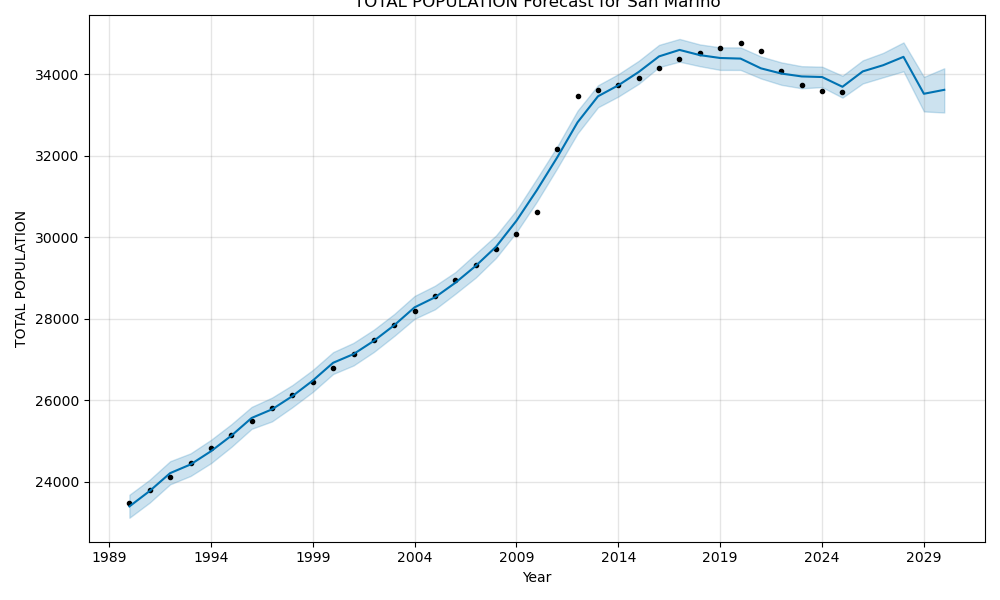 TOTAL POPULATION Forecast for San Marino
34000
32000
30000
28000
26000
24000
TOTAL POPULATION
1989 1994 1999 2004 2009 2014 2019 2024 2029
Year